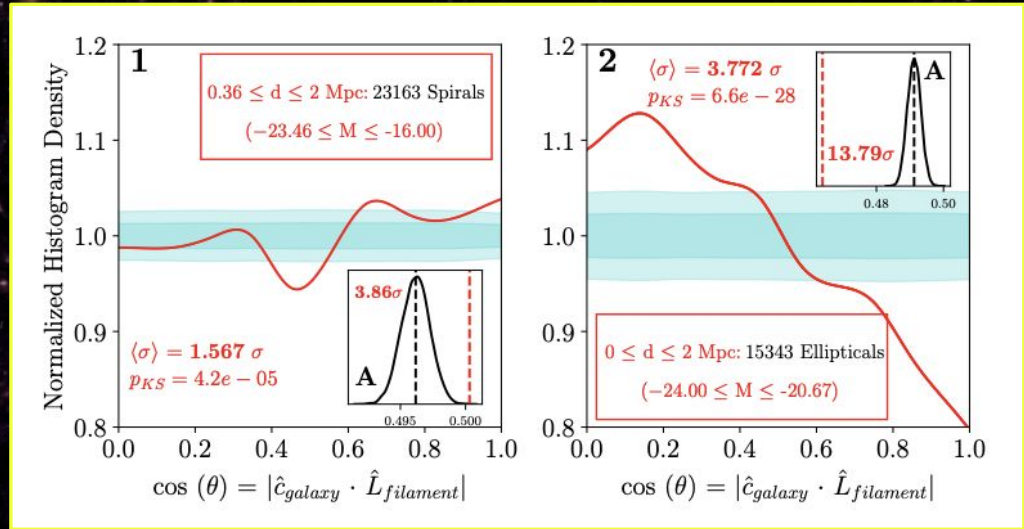 Normalized Histogram Density
1.2
1.1
1.0
0.9
0.8
1
0.36 ≤ d ≤ 2 Mpc: 23163 Spirals
(−23.46 ≤ M ≤ -16.00)
⟨σ⟩ = 1.567 σ
p_KS = 4.2e − 05
3.86σ
A
0.495 0.500
0.0 0.2 0.4 0.6 0.8 1.0
cos (θ) = |ĉ_galaxy · L̂_filament|
1.2
1.1
1.0
0.9
0.8
2
⟨σ⟩ = 3.772 σ
p_KS = 6.6e − 28
A
13.79σ
0.48 0.50
0 ≤ d ≤ 2 Mpc: 15343 Ellipticals
(−24.00 ≤ M ≤ -20.67)
0.0 0.2 0.4 0.6 0.8 1.0
cos (θ) = |ĉ_galaxy · L̂_filament|